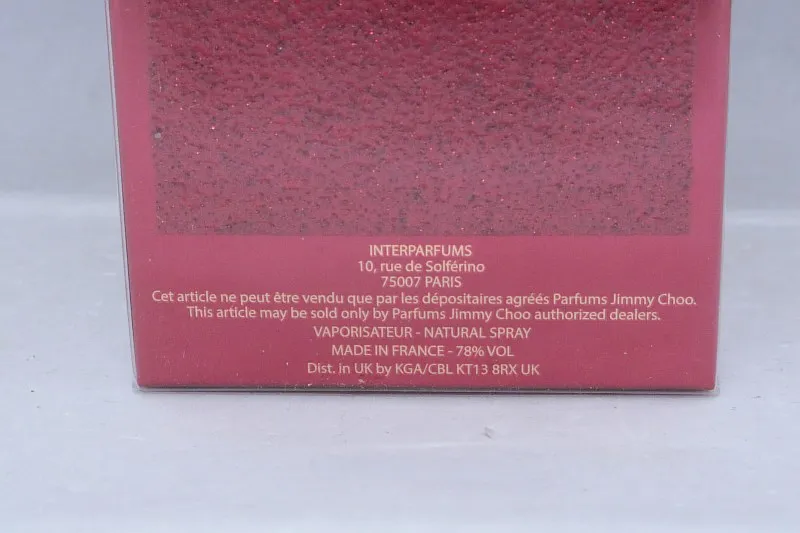 INTERPARFUMS
10, rue de Solférino
75007 PARIS
Cet article ne peut être vendu que par les dépositaires agréés Parfums Jimmy Choo.
This article may be sold only by Parfums Jimmy Choo authorized dealers.
VAPORISATEUR - NATURAL SPRAY
MADE IN FRANCE - 78% VOL
Dist. in UK by KGA/CBL KT13 8RX UK